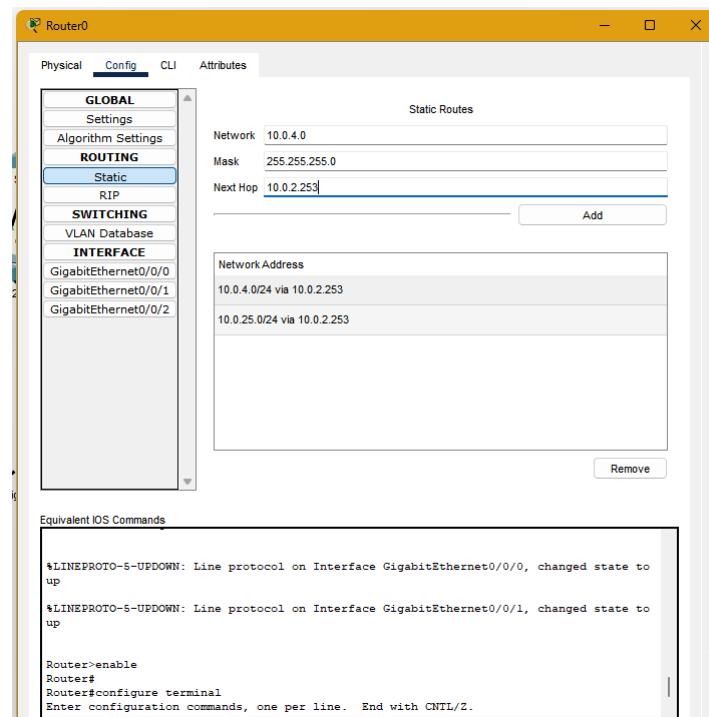 Router0
Physical Config CLI Attributes
GLOBAL
Settings
Algorithm Settings
ROUTING
Static
RIP
SWITCHING
VLAN Database
INTERFACE
GigabitEthernet0/0/0
GigabitEthernet0/0/1
GigabitEthernet0/0/2
Static Routes
Network 10.0.4.0
Mask 255.255.255.0
Next Hop 10.0.2.253
Add
Network Address
10.0.4.0/24 via 10.0.2.253
10.0.25.0/24 via 10.0.2.253
Remove
Equivalent IOS Commands
%LINEPROTO-5-UPDOWN: Line protocol on Interface GigabitEthernet0/0/0, changed state to
up
%LINEPROTO-5-UPDOWN: Line protocol on Interface GigabitEthernet0/0/1, changed state to
up
Router>enable
Router#
Router#configure terminal
Enter configuration commands, one per line. End with CNTL/Z.